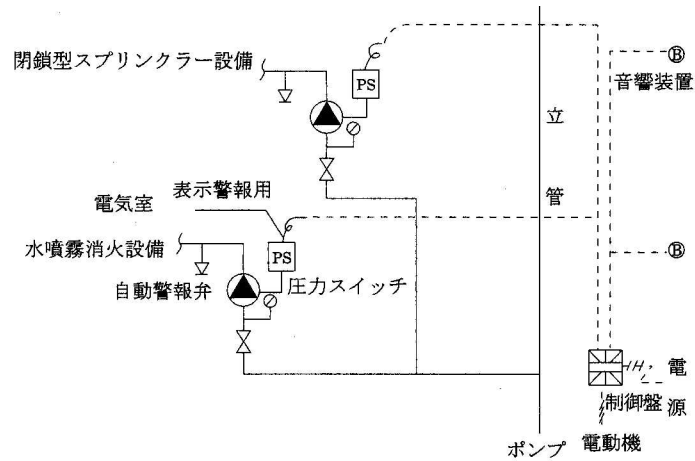 閉鎖型スプリンクラー設備
PS
Ⓑ
音響装置
立管
表示警報用
電気室
水噴霧消火設備
PS
自動警報弁
圧力スイッチ
Ⓑ
電源
制御盤
ポンプ
電動機